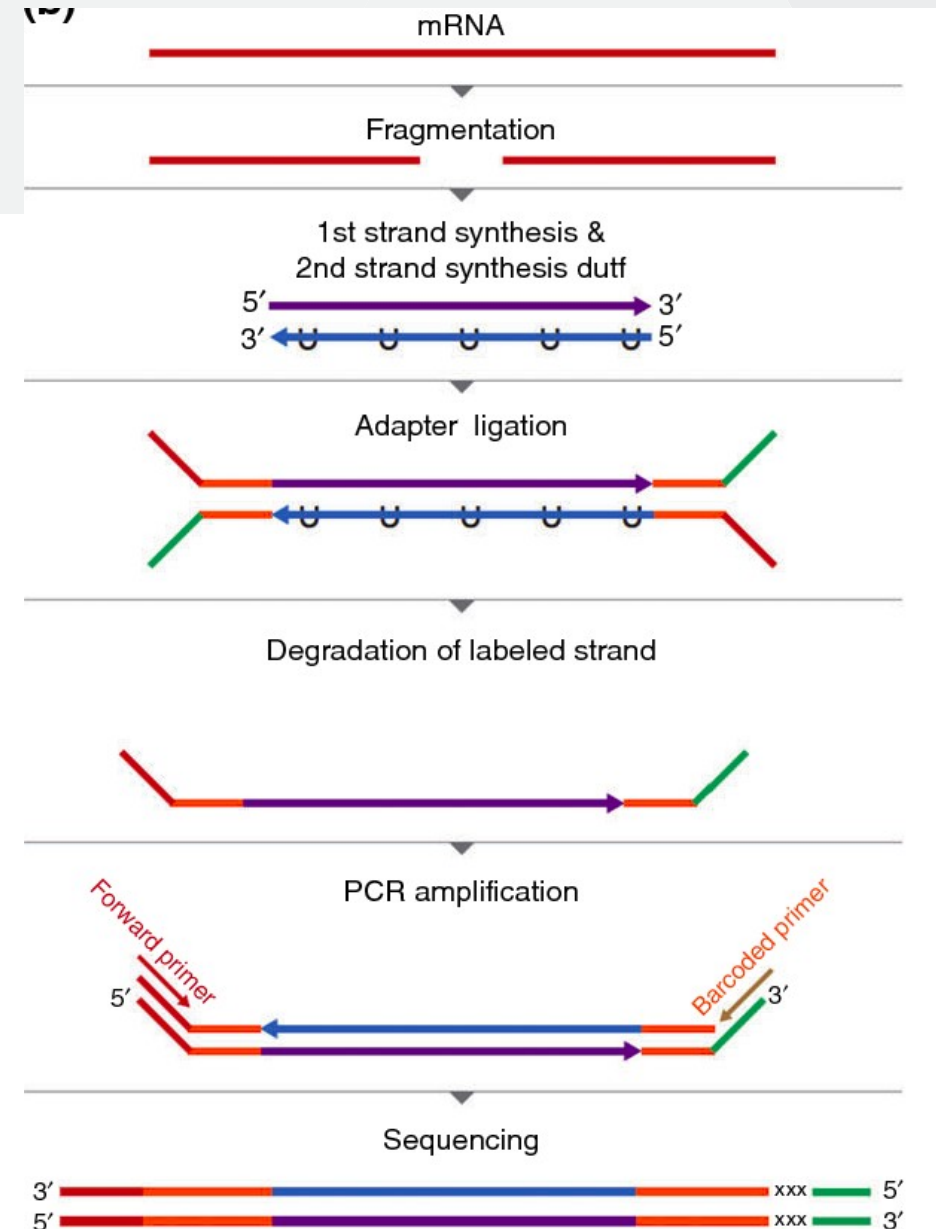 (b)
mRNA
Fragmentation
1st strand synthesis &
2nd strand synthesis dutf
5′ 3′
3′ U U U U U 5′
Adapter ligation
U U U U U
Degradation of labeled strand
PCR amplification
Forward primer
Barcoded primer
5′ 3′
Sequencing
3′ xxx 5′
5′ xxx 3′